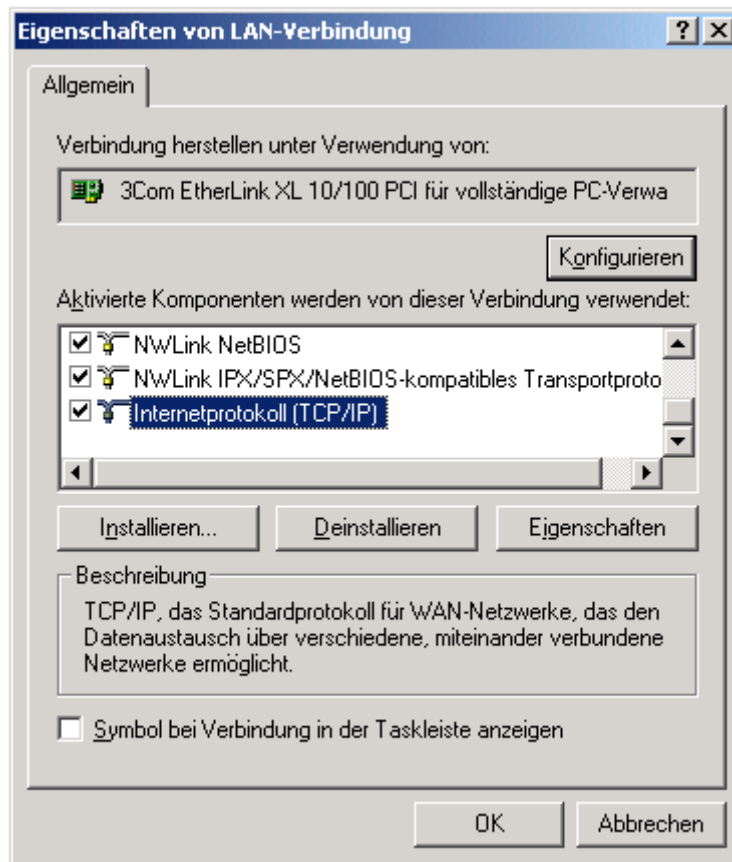 Eigenschaften von LAN-Verbindung
Allgemein
Verbindung herstellen unter Verwendung von:
3Com EtherLink XL 10/100 PCI für vollständige PC-Verwa
Konfigurieren
Aktivierte Komponenten werden von dieser Verbindung verwendet:
NWLink NetBIOS
NWLink IPX/SPX/NetBIOS-kompatibles Transportproto
Internetprotokoll (TCP/IP)
Installieren... Deinstallieren Eigenschaften
Beschreibung
TCP/IP, das Standardprotokoll für WAN-Netzwerke, das den
Datenaustausch über verschiedene, miteinander verbundene
Netzwerke ermöglicht.
Symbol bei Verbindung in der Taskleiste anzeigen
OK Abbrechen